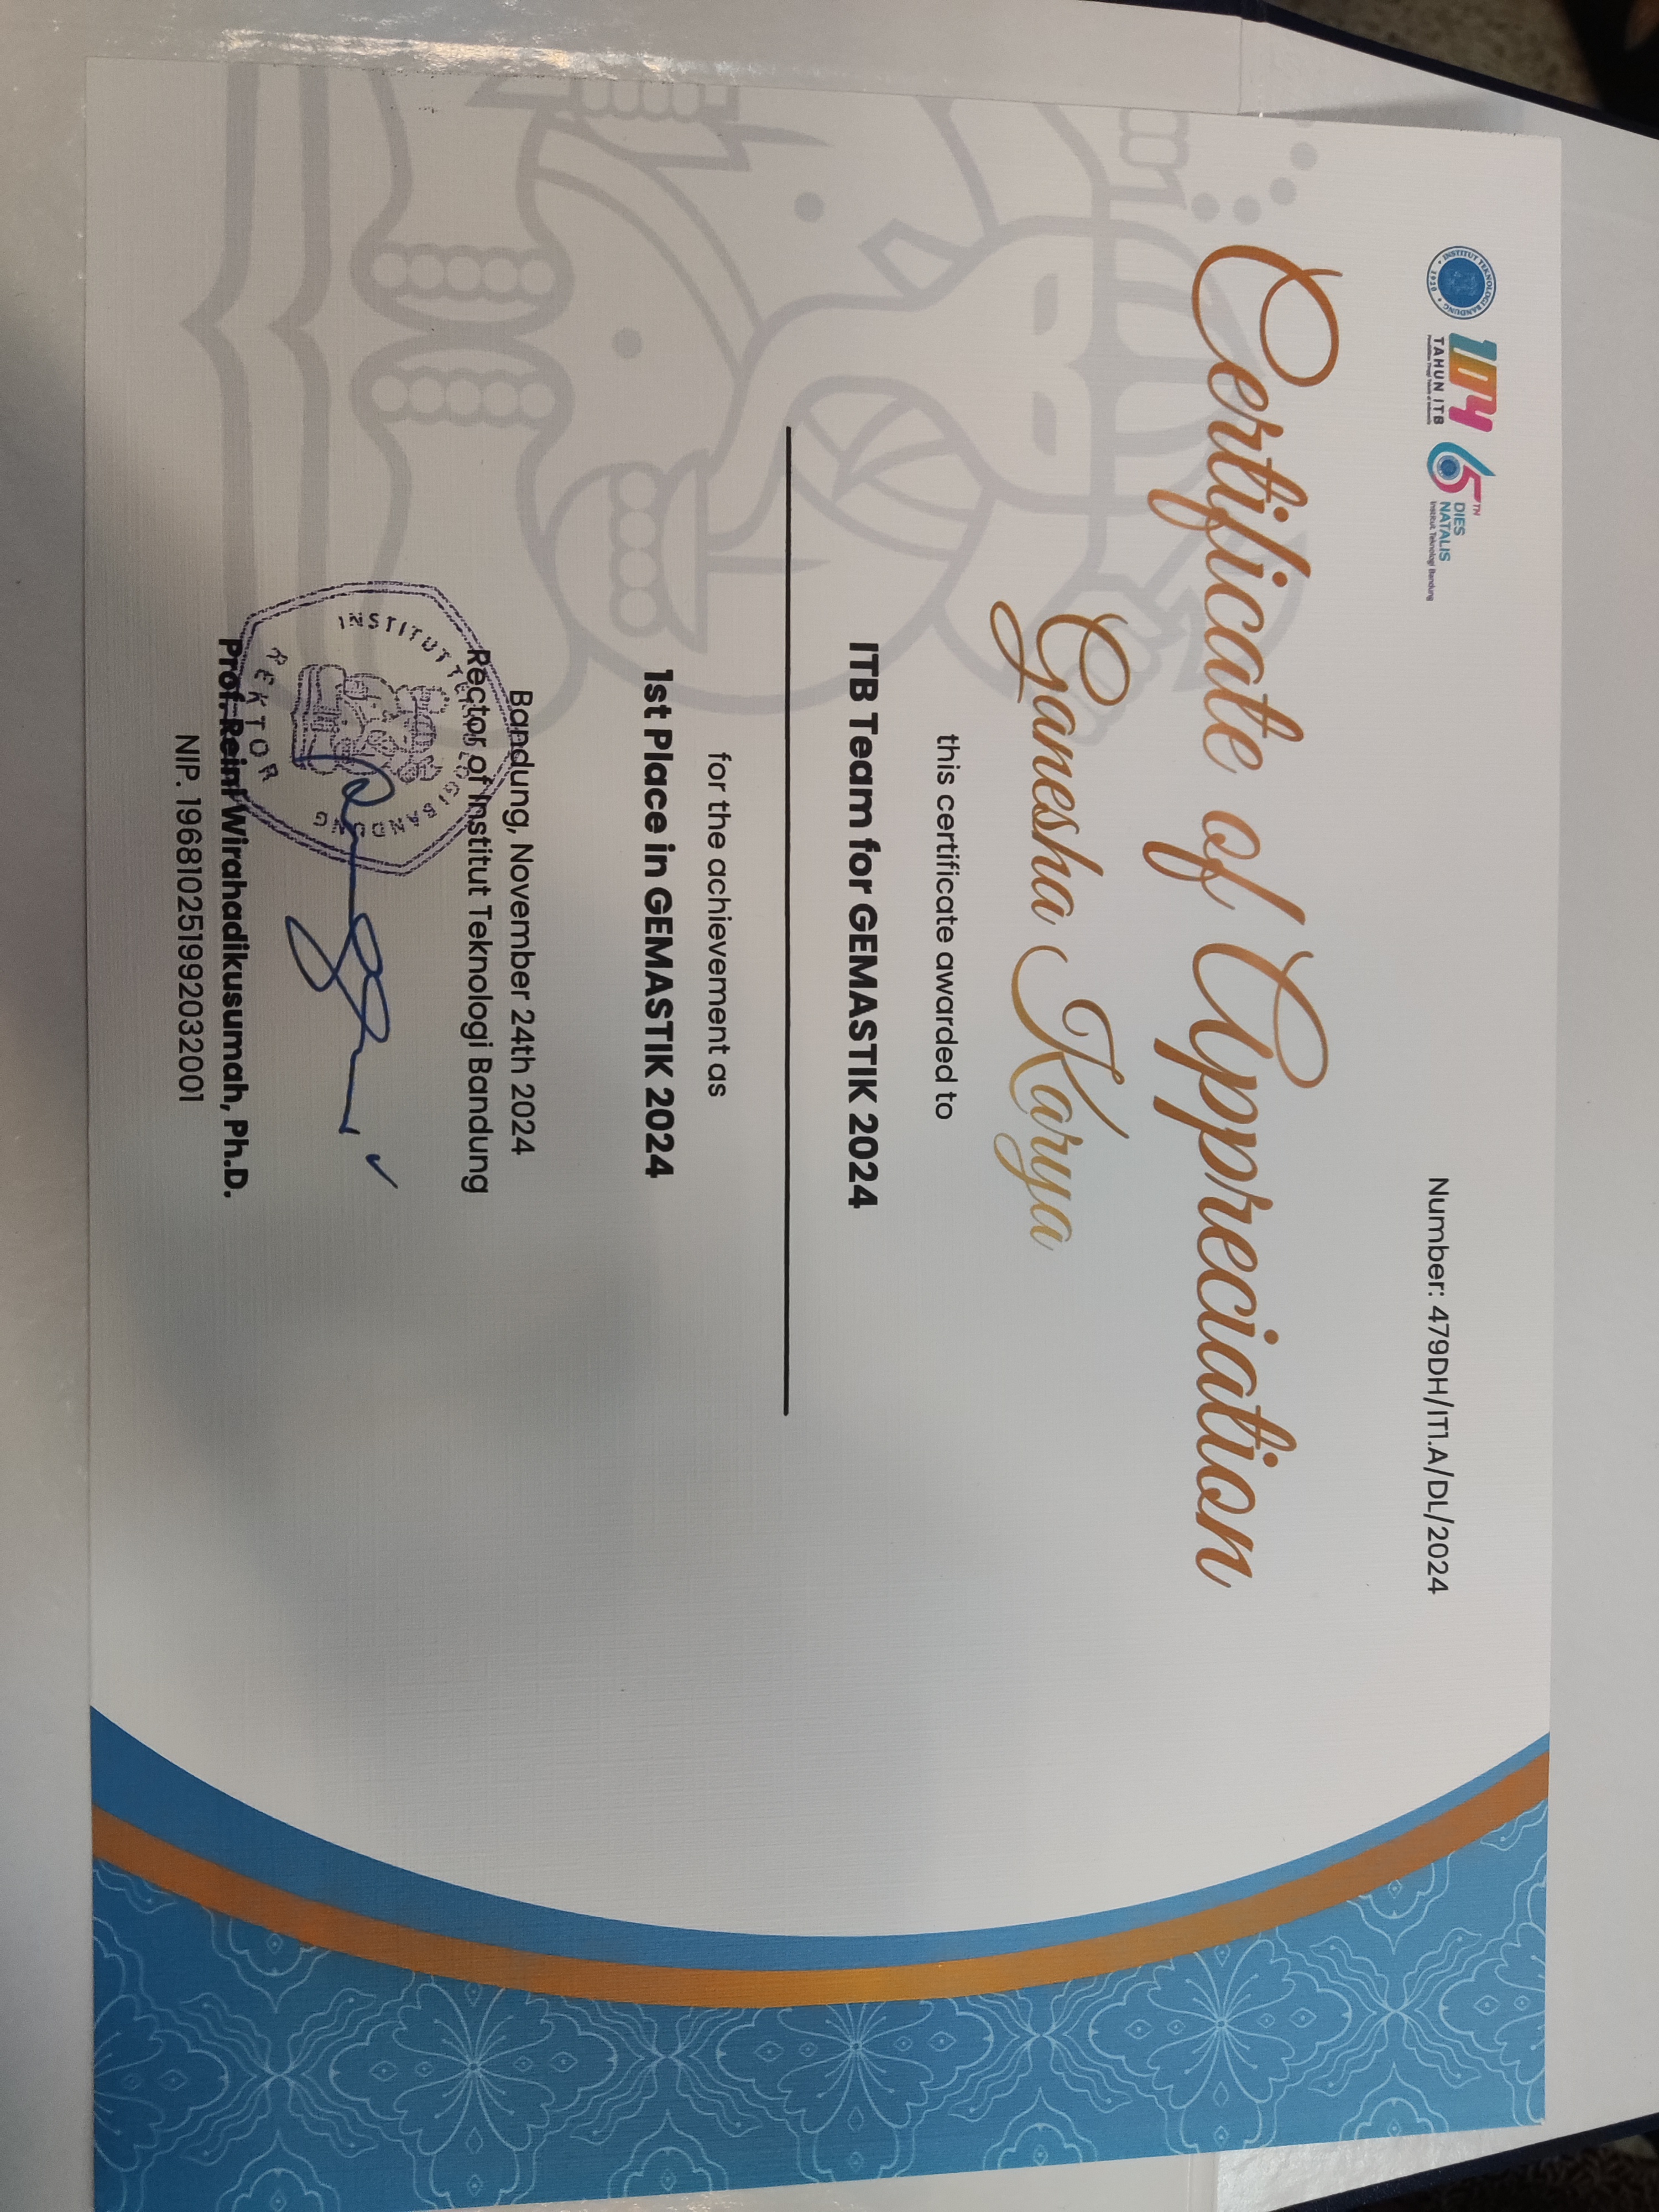 INSTITUT TEKNOLOGI BANDUNG
1920
104
TAHUN ITB
Pendidikan Tinggi Teknik di Indonesia
65TH
DIES
NATALIS
Institut Teknologi Bandung
Number: 479DH/IT1.A/DL/2024
Certificate of Appreciation
Ganesha Karya
this certificate awarded to
ITB Team for GEMASTIK 2024
for the achievement as
1st Place in GEMASTIK 2024
Bandung, November 24th 2024
Rector of Institut Teknologi Bandung
INSTITUT TEKNOLOGI BANDUNG
REKTOR
Prof. Reini Wirahadikusumah, Ph.D.
NIP. 196810251992032001